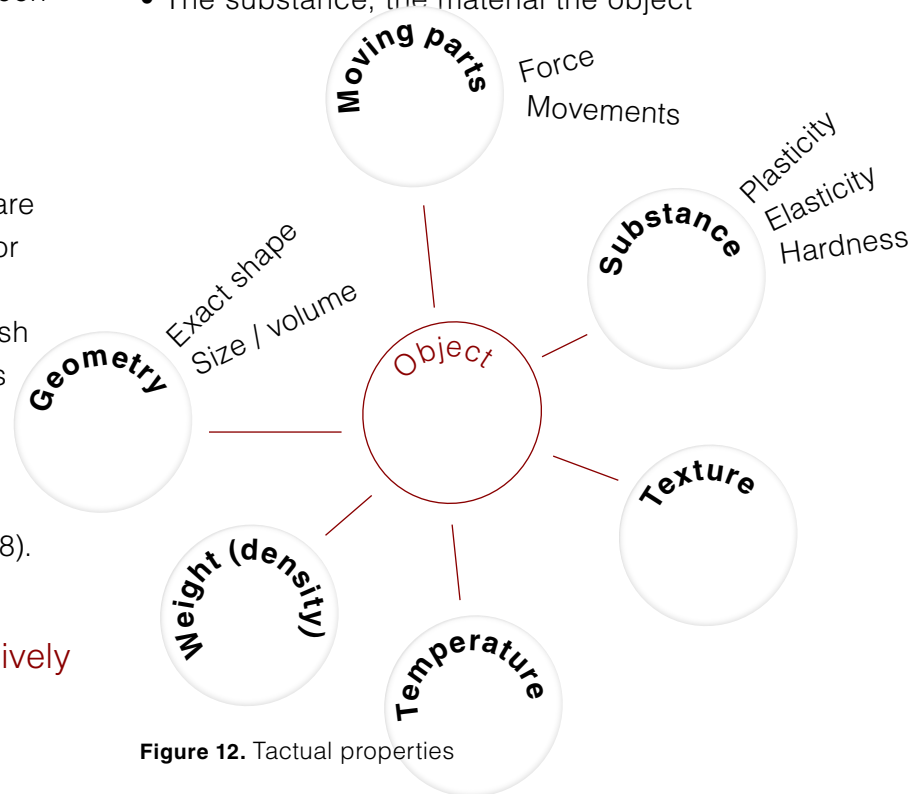 • The substance, the material the object
are
or
sh
s
8).
ively
Moving parts
Force
Movements
Substance
Plasticity
Elasticity
Hardness
Exact shape
Size / volume
Geometry
Object
Texture
Weight (density)
Temperature
Figure 12. Tactual properties